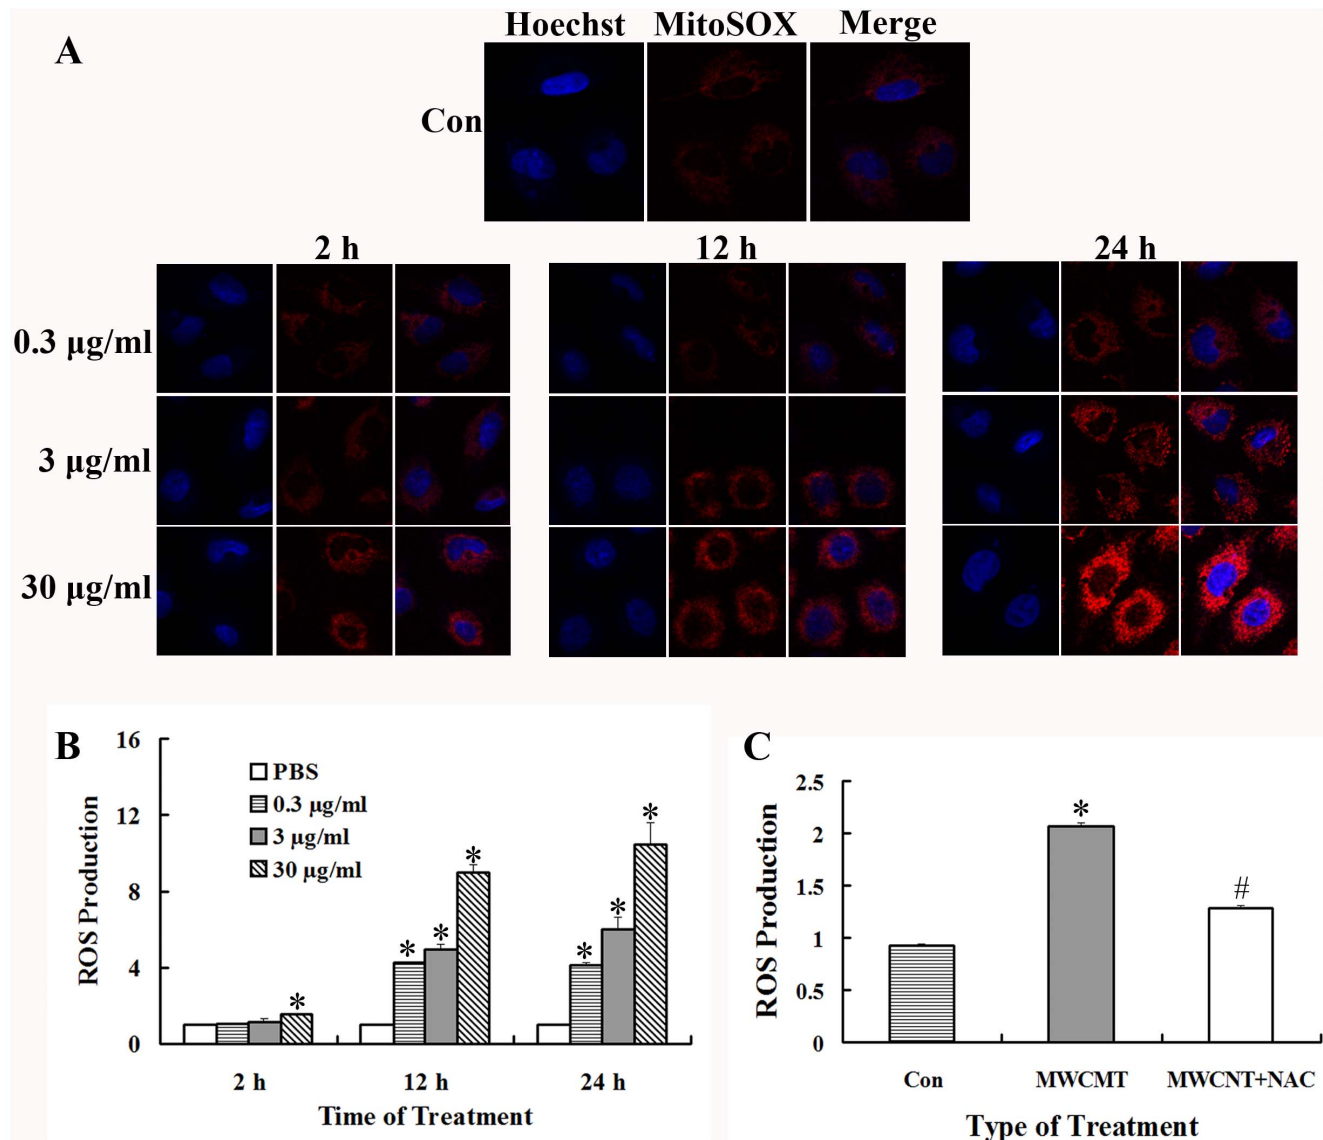 A
Hoechst MitoSOX Merge
Con
2 h 12 h 24 h
0.3 μg/ml
3 μg/ml
30 μg/ml
B
16
12
8
4
0
ROS Production
PBS
0.3 μg/ml
3 μg/ml
30 μg/ml
*
* * *
* * *
2 h 12 h 24 h
Time of Treatment
C
2.5
2
1.5
1
0.5
0
ROS Production
*
#
Con MWCMT MWCNT+NAC
Type of Treatment